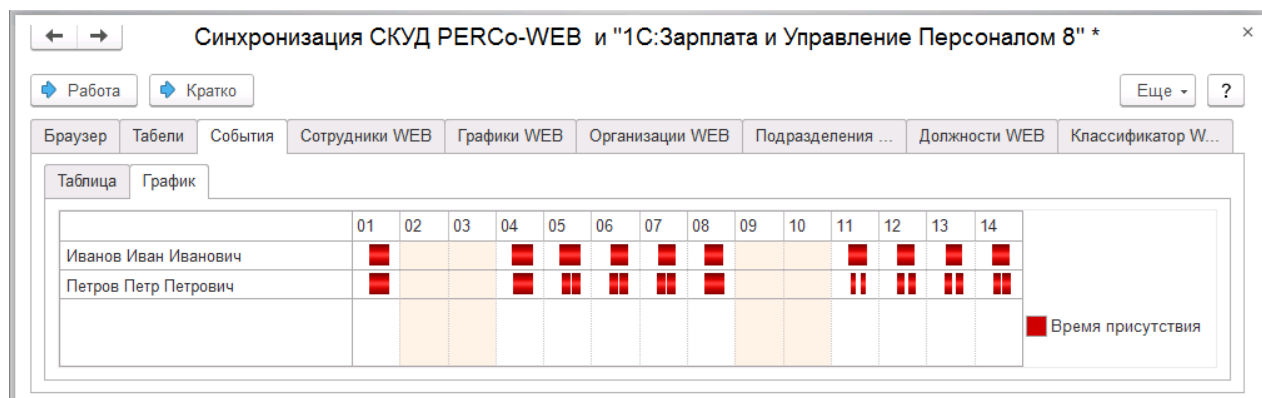 Синхронизация СКУД PERCo-WEB и "1С:Зарплата и Управление Персоналом 8" *
Работа Кратко Еще ?
Браузер Табели События Сотрудники WEB Графики WEB Организации WEB Подразделения ... Должности WEB Классификатор W...
Таблица График
01 02 03 04 05 06 07 08 09 10 11 12 13 14
Иванов Иван Иванович
Петров Петр Петрович
Время присутствия